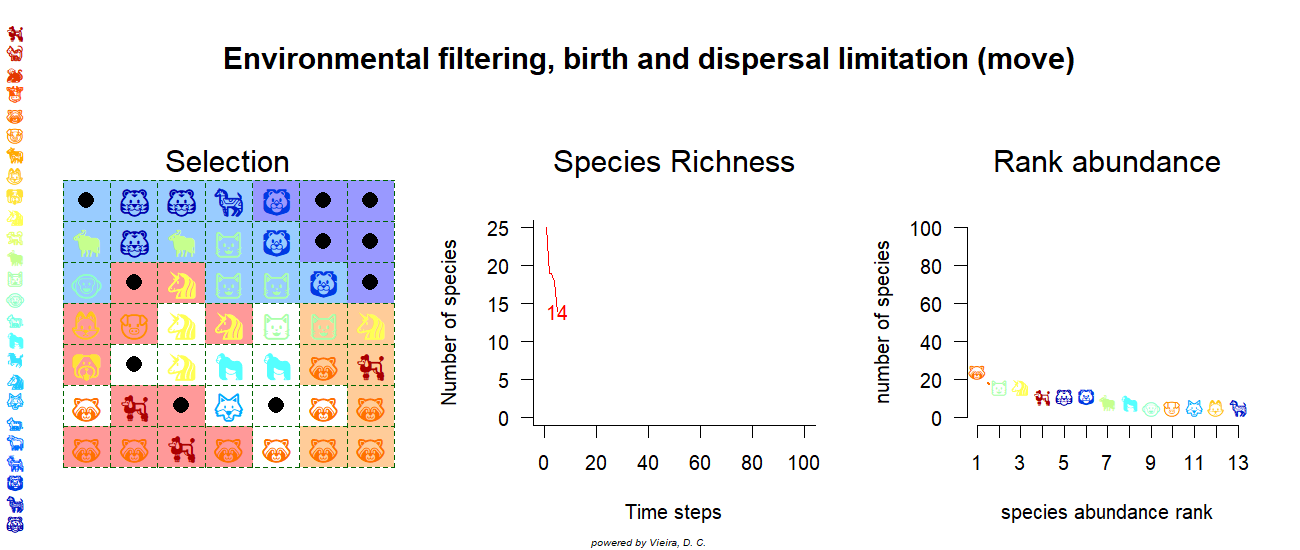 Environmental filtering, birth and dispersal limitation (move)
Selection
Species Richness
Number of species
25
20
15
10
5
0
14
0 20 40 60 80 100
Time steps
Rank abundance
number of species
100
80
60
40
20
0
1 3 5 7 9 11 13
species abundance rank
powered by Vieira, D. C.